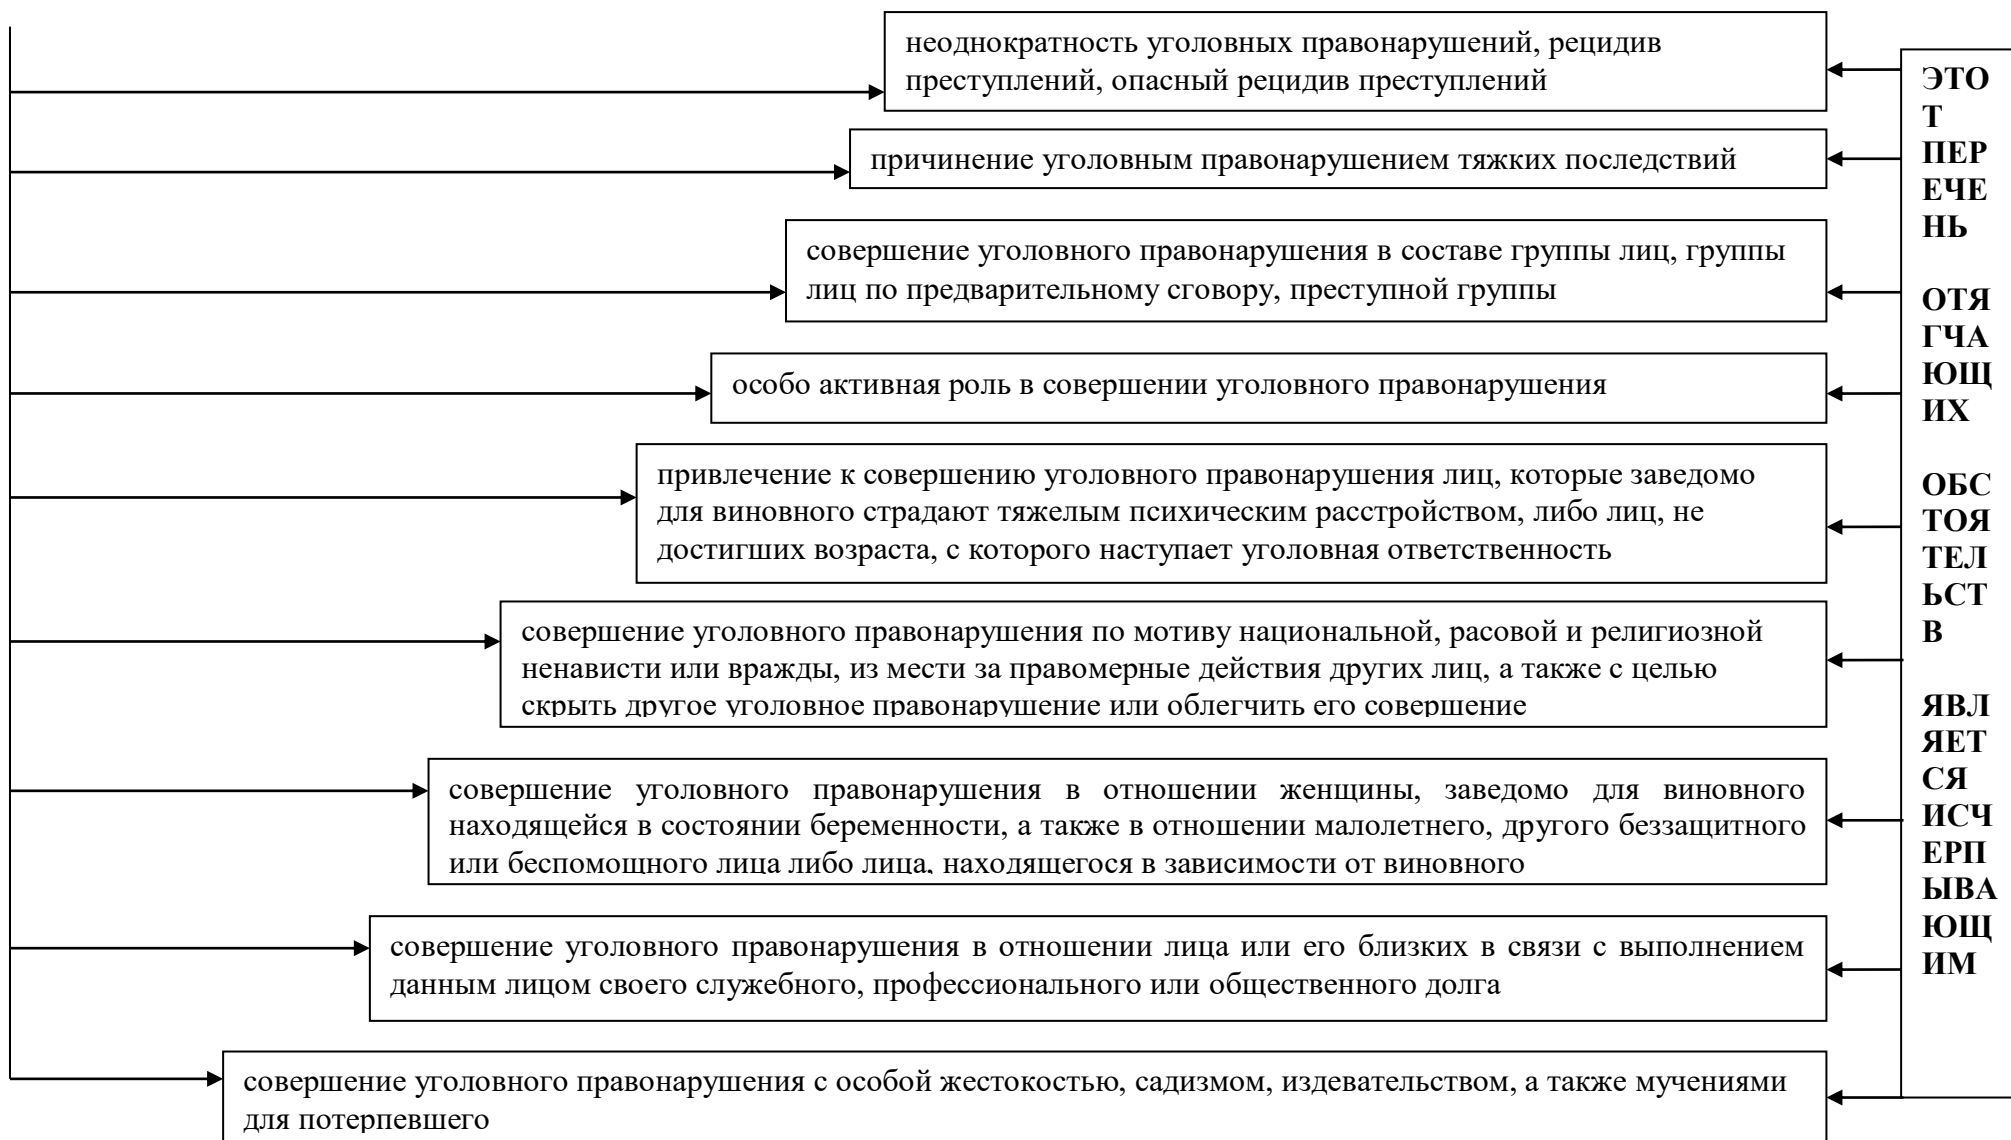 неоднократность уголовных правонарушений, рецидив
преступлений, опасный рецидив преступлений
причинение уголовным правонарушением тяжких последствий
совершение уголовного правонарушения в составе группы лиц, группы
лиц по предварительному сговору, преступной группы
особо активная роль в совершении уголовного правонарушения
привлечение к совершению уголовного правонарушения лиц, которые заведомо
для виновного страдают тяжелым психическим расстройством, либо лиц, не
достигших возраста, с которого наступает уголовная ответственность
совершение уголовного правонарушения по мотиву национальной, расовой и религиозной
ненависти или вражды, из мести за правомерные действия других лиц, а также с целью
скрыть другое уголовное правонарушение или облегчить его совершение
совершение уголовного правонарушения в отношении женщины, заведомо для виновного
находящейся в состоянии беременности, а также в отношении малолетнего, другого беззащитного
или беспомощного лица либо лица, находящегося в зависимости от виновного
совершение уголовного правонарушения в отношении лица или его близких в связи с выполнением
данным лицом своего служебного, профессионального или общественного долга
совершение уголовного правонарушения с особой жестокостью, садизмом, издевательством, а также мучениями
для потерпевшего
ЭТО
Т
ПЕР
ЕЧЕ
НЬ
ОТЯ
ГЧА
ЮЩ
ИХ
ОБС
ТОЯ
ТЕЛ
ЬСТ
В
ЯВЛ
ЯЕТ
СЯ
ИСЧ
ЕРП
ЫВА
ЮЩ
ИМ